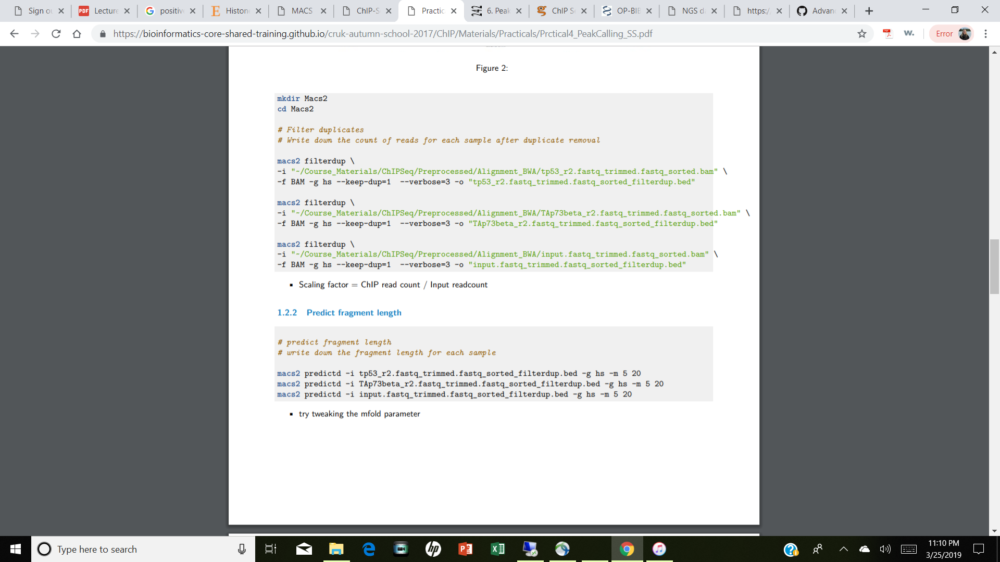 Sign o
Lecture
positiv
Histon
MACS
ChIP-S
Practic
6. Peak
ChIP S
OP-BIE
NGS d
https:/
Advan
https://bioinformatics-core-shared-training.github.io/cruk-autumn-school-2017/ChIP/Materials/Practicals/Prctical4_PeakCalling_SS.pdf
w.
Error
Figure 2:
mkdir Macs2
cd Macs2
# Filter duplicates
# Write down the count of reads for each sample after duplicate removal
macs2 filterdup \
-i "~/Course_Materials/ChIPSeq/Preprocessed/Alignment_BWA/tp53_r2.fastq_trimmed.fastq_sorted.bam" \
-f BAM -g hs --keep-dup=1 --verbose=3 -o "tp53_r2.fastq_trimmed.fastq_sorted_filterdup.bed"
macs2 filterdup \
-i "~/Course_Materials/ChIPSeq/Preprocessed/Alignment_BWA/TAp73beta_r2.fastq_trimmed.fastq_sorted.bam" \
-f BAM -g hs --keep-dup=1 --verbose=3 -o "TAp73beta_r2.fastq_trimmed.fastq_sorted_filterdup.bed"
macs2 filterdup \
-i "~/Course_Materials/ChIPSeq/Preprocessed/Alignment_BWA/input.fastq_trimmed.fastq_sorted.bam" \
-f BAM -g hs --keep-dup=1 --verbose=3 -o "input.fastq_trimmed.fastq_sorted_filterdup.bed"
▪ Scaling factor = ChIP read count / Input readcount
1.2.2 Predict fragment length
# predict fragment length
# write down the fragment length for each sample
macs2 predictd -i tp53_r2.fastq_trimmed.fastq_sorted_filterdup.bed -g hs -m 5 20
macs2 predictd -i TAp73beta_r2.fastq_trimmed.fastq_sorted_filterdup.bed -g hs -m 5 20
macs2 predictd -i input.fastq_trimmed.fastq_sorted_filterdup.bed -g hs -m 5 20
▪ try tweaking the mfold parameter
Type here to search
11:10 PM
3/25/2019